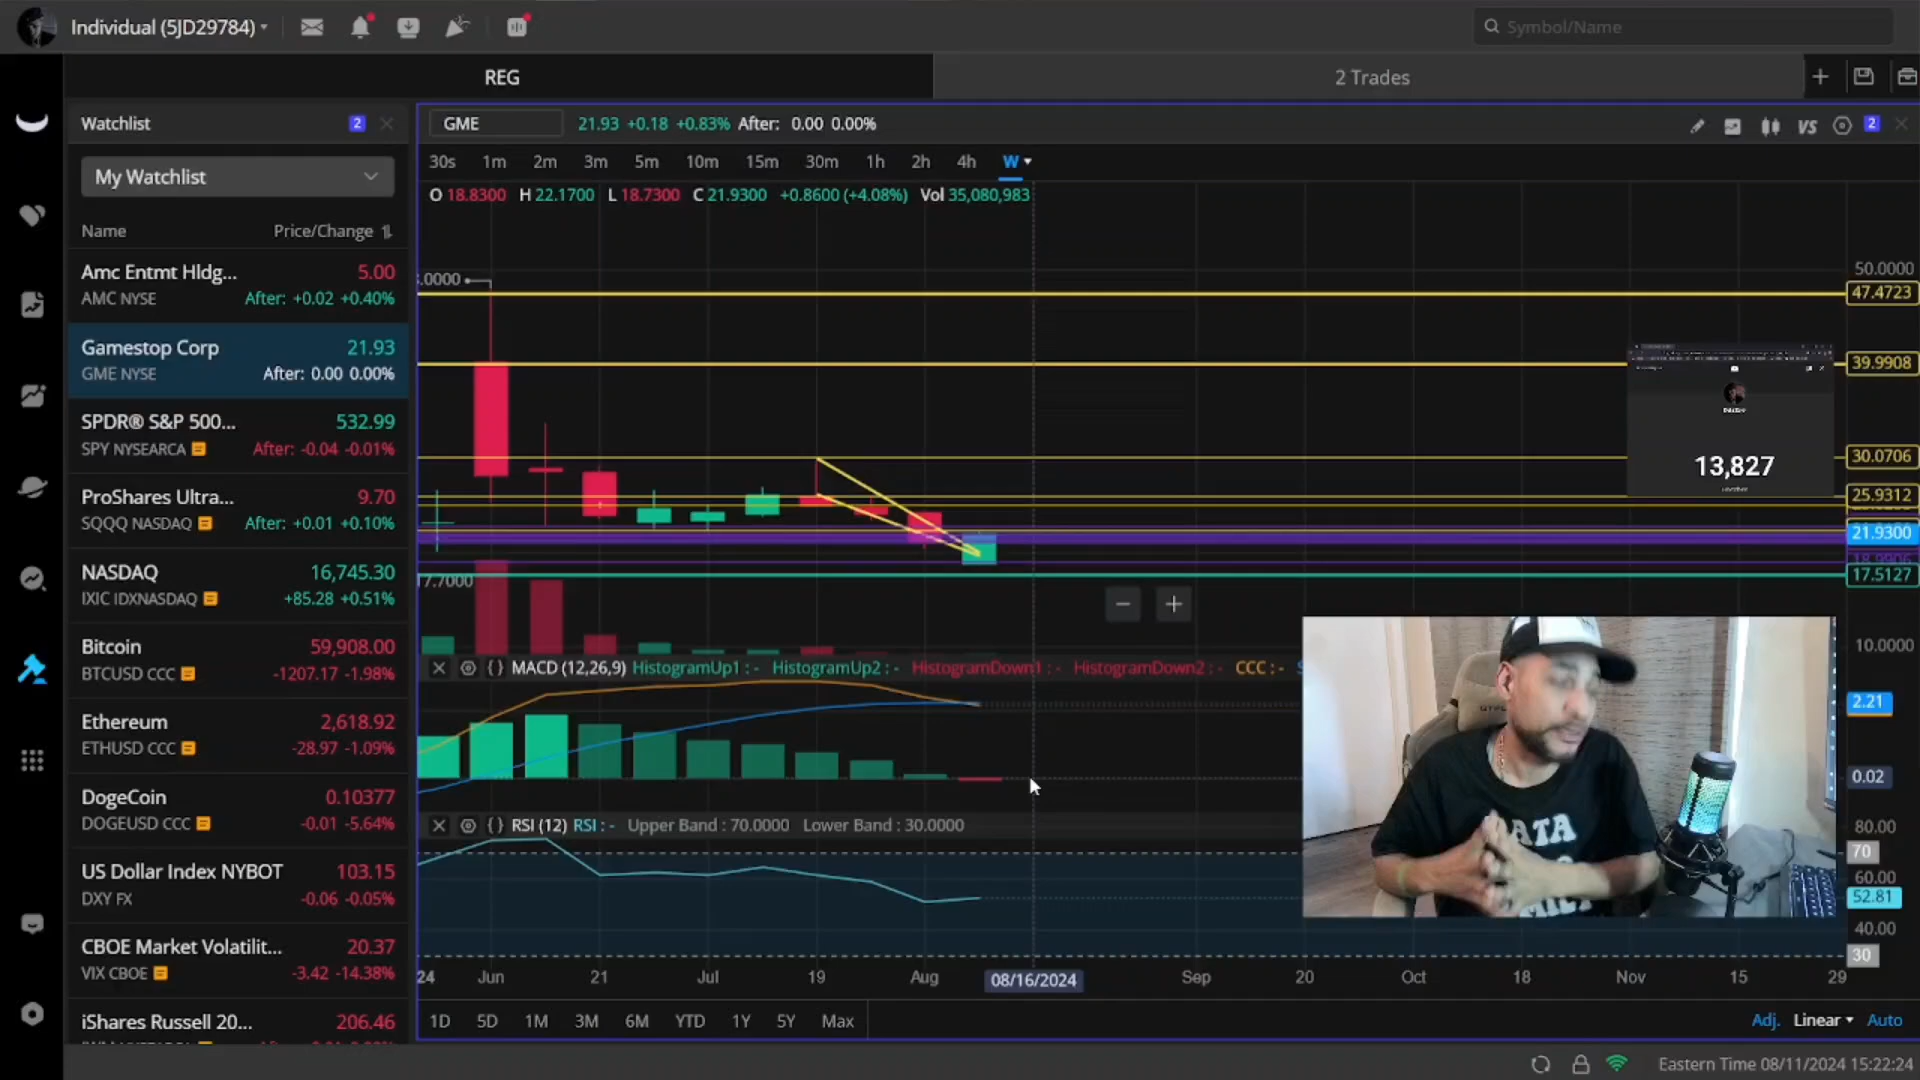 Individual (5JD29784)
Symbol/Name
REG
2 Trades
Watchlist
2
GME
21.93 +0.18 +0.83% After: 0.00 0.00%
VS
2
My Watchlist
30s 1m 2m 3m 5m 10m 15m 30m 1h 2h 4h W
O 18.8300 H 22.1700 L 18.7300 C 21.9300 +0.8600 (+4.08%) Vol 35,080,983
Name Price/Change
Amc Entmt Hldg... 5.00
AMC NYSE After: +0.02 +0.40%
Gamestop Corp 21.93
GME NYSE After: 0.00 0.00%
SPDR® S&P 500... 532.99
SPY NYSEARCA After: -0.04 -0.01%
ProShares Ultra... 9.70
SQQQ NASDAQ After: +0.01 +0.10%
NASDAQ 16,745.30
IXIC IDXNASDAQ +85.28 +0.51%
Bitcoin 59,908.00
BTCUSD CCC -1207.17 -1.98%
Ethereum 2,618.92
ETHUSD CCC -28.97 -1.09%
DogeCoin 0.10377
DOGEUSD CCC -0.01 -5.64%
US Dollar Index NYBOT 103.15
DXY FX -0.06 -0.05%
CBOE Market Volatilit... 20.37
VIX CBOE -3.42 -14.38%
iShares Russell 20... 206.46
50.0000
47.4723
39.9908
30.0706
25.9312
21.9300
17.5127
10.0000
.0000
7.7000
13,827
MACD (12,26,9) HistogramUp1 : - HistogramUp2 : - HistogramDown1 : - HistogramDown2 : - CCC : -
2.21
0.02
RSI (12) RSI : - Upper Band : 70.0000 Lower Band : 30.0000
80.00
70
60.00
52.81
40.00
30
24 Jun 21 Jul 19 Aug 08/16/2024 Sep 20 Oct 18 Nov 15 29
1D 5D 1M 3M 6M YTD 1Y 5Y Max
Adj. Linear Auto
Eastern Time 08/11/2024 15:22:24